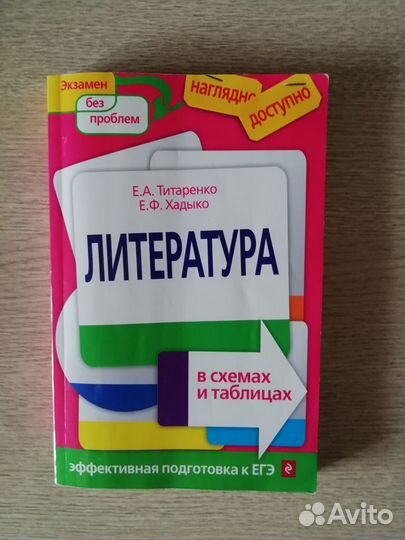 Экзамен
без
проблем
наглядно
доступно
Е.А. Титаренко
Е.Ф. Хадыко
ЛИТЕРАТУРА
в схемах
и таблицах
эффективная подготовка к ЕГЭ
Avito